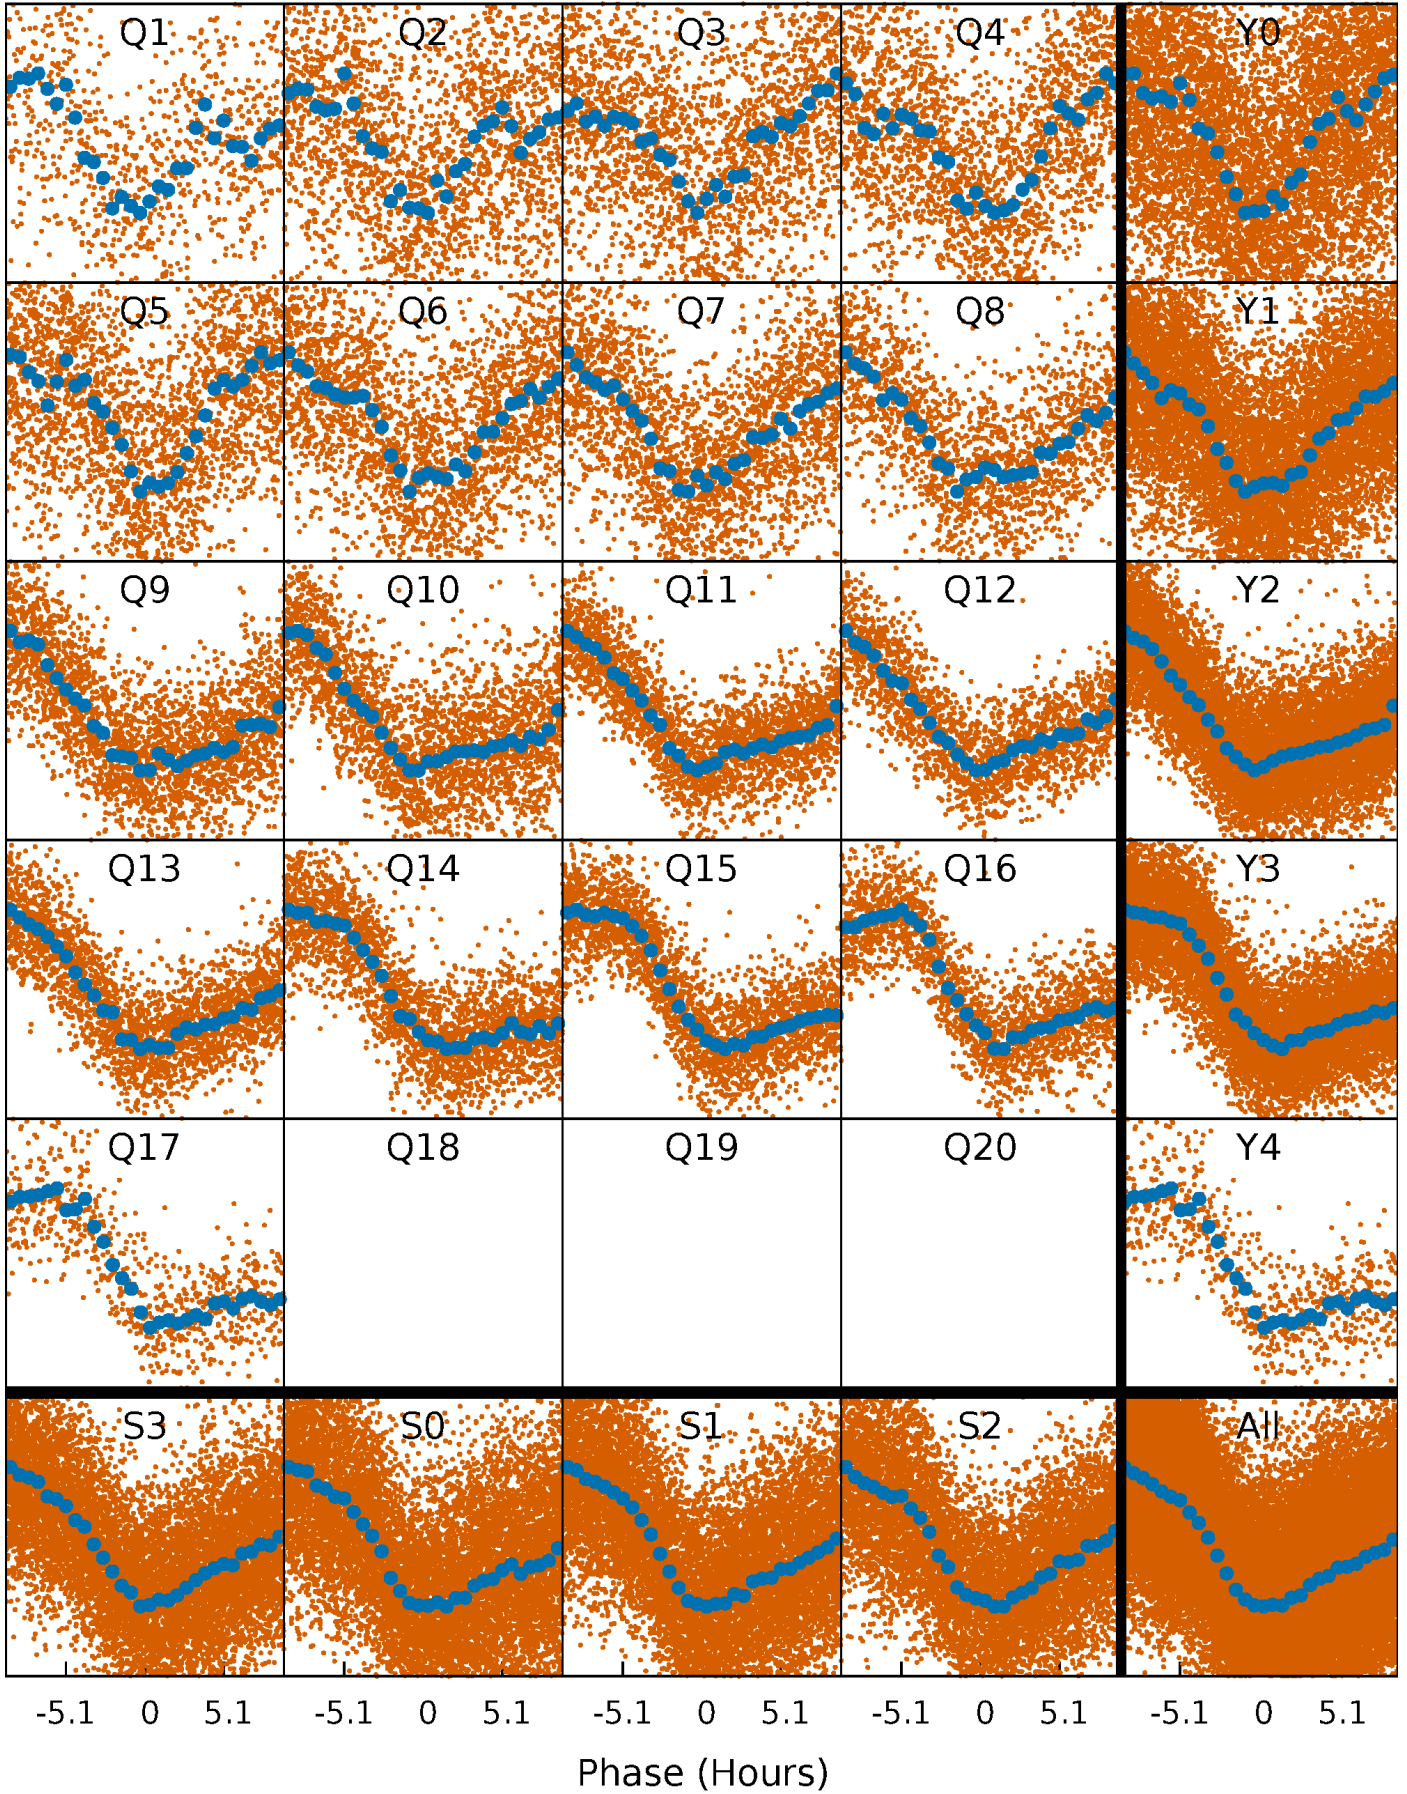 Q1 Q2 Q3 Q4 Y0
Q5 Q6 Q7 Q8 Y1
Q9 Q10 Q11 Q12 Y2
Q13 Q14 Q15 Q16 Y3
Q17 Q18 Q19 Q20 Y4
S3 S0 S1 S2 All
-5.1 0 5.1 -5.1 0 5.1 -5.1 0 5.1 -5.1 0 5.1 -5.1 0 5.1
Phase (Hours)